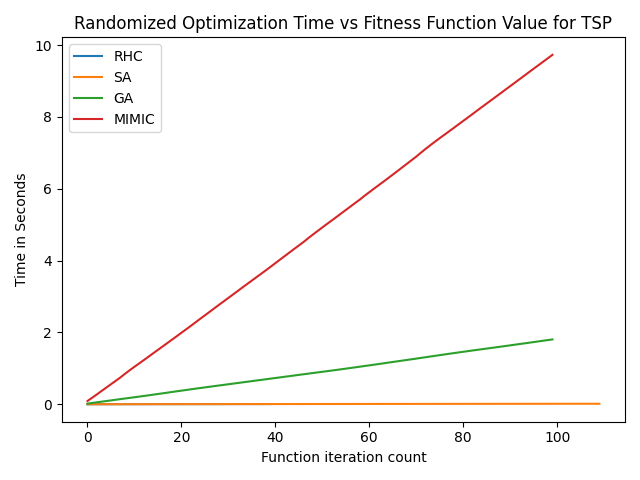 Randomized Optimization Time vs Fitness Function Value for TSP
RHC
SA
GA
MIMIC
Time in Seconds
10
8
6
4
2
0
0 20 40 60 80 100
Function iteration count